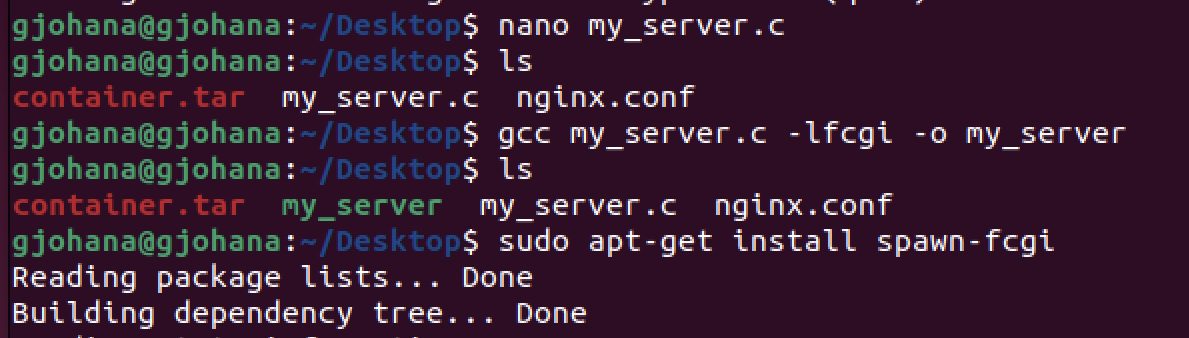 gjohana@gjohana:~/Desktop$ nano my_server.c
gjohana@gjohana:~/Desktop$ ls
container.tar  my_server.c  nginx.conf
gjohana@gjohana:~/Desktop$ gcc my_server.c -lfcgi -o my_server
gjohana@gjohana:~/Desktop$ ls
container.tar  my_server  my_server.c  nginx.conf
gjohana@gjohana:~/Desktop$ sudo apt-get install spawn-fcgi
Reading package lists... Done
Building dependency tree... Done